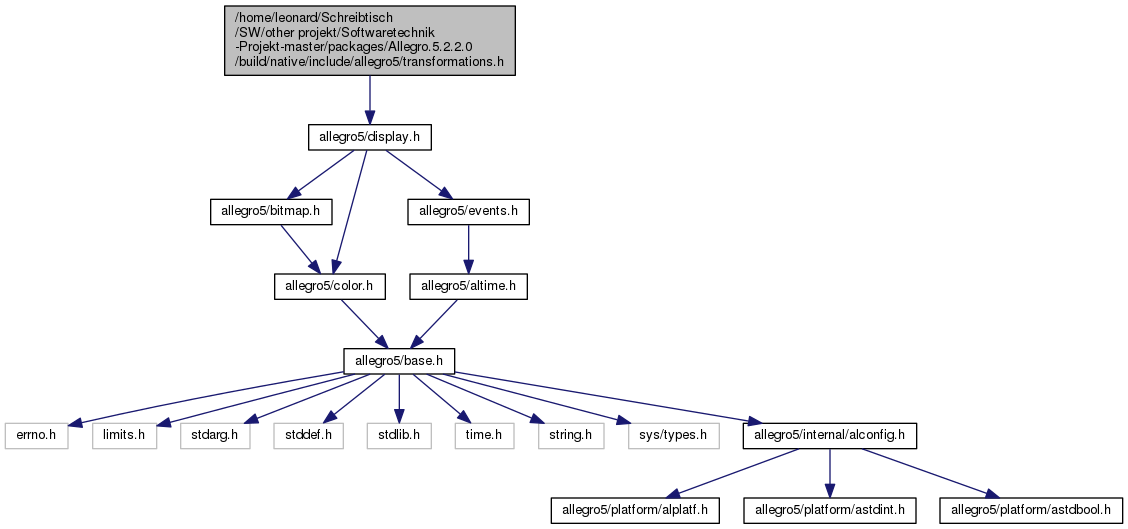 /home/leonard/Schreibtisch
/SW/other projekt/Softwaretechnik
-Projekt-master/packages/Allegro.5.2.2.0
/build/native/include/allegro5/transformations.h
allegro5/display.h
allegro5/bitmap.h
allegro5/events.h
allegro5/color.h
allegro5/altime.h
allegro5/base.h
errno.h
limits.h
stdarg.h
stddef.h
stdlib.h
time.h
string.h
sys/types.h
allegro5/internal/alconfig.h
allegro5/platform/alplatf.h
allegro5/platform/astdint.h
allegro5/platform/astdbool.h